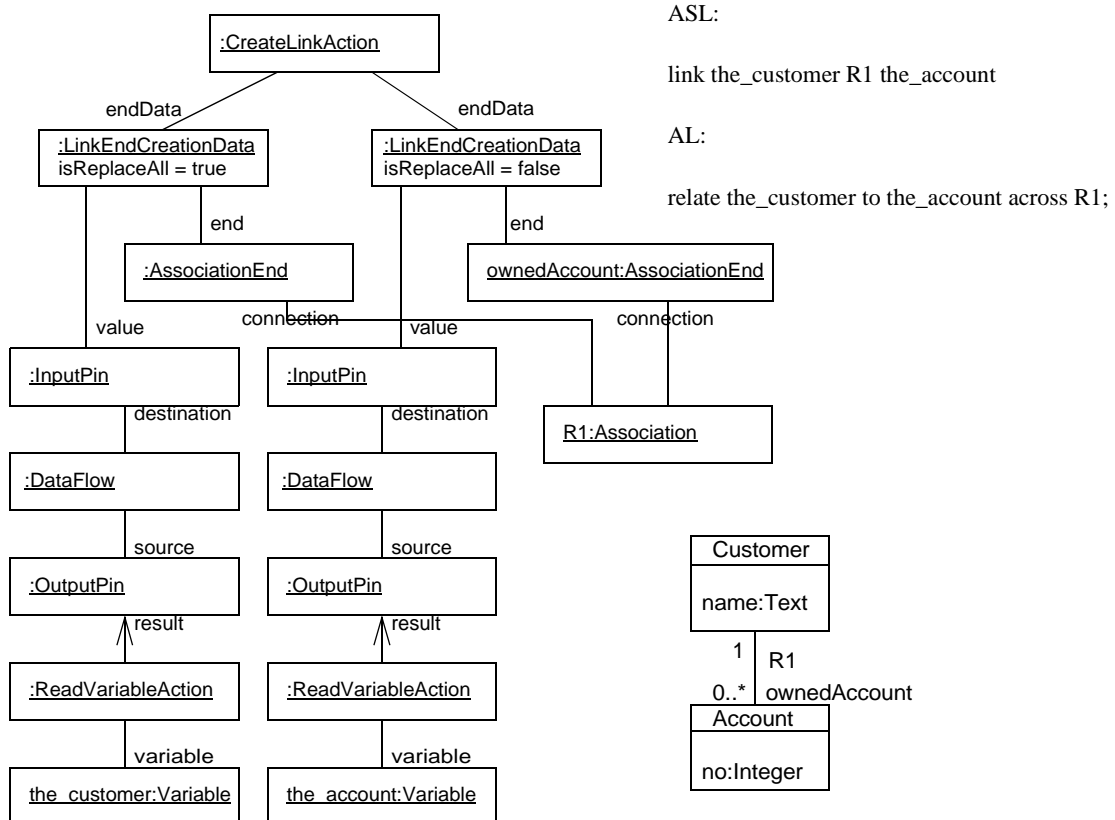 ASL:
:CreateLinkAction
link the_customer R1 the_account
endData
endData
AL:
:LinkEndCreationData
isReplaceAll = true
:LinkEndCreationData
isReplaceAll = false
relate the_customer to the_account across R1;
end
end
:AssociationEnd
ownedAccount:AssociationEnd
value
connection
value
connection
:InputPin
:InputPin
destination
destination
R1:Association
:DataFlow
:DataFlow
source
source
:OutputPin
:OutputPin
result
result
:ReadVariableAction
:ReadVariableAction
variable
variable
the_customer:Variable
the_account:Variable
Customer
name:Text
1
R1
0..*
ownedAccount
Account
no:Integer